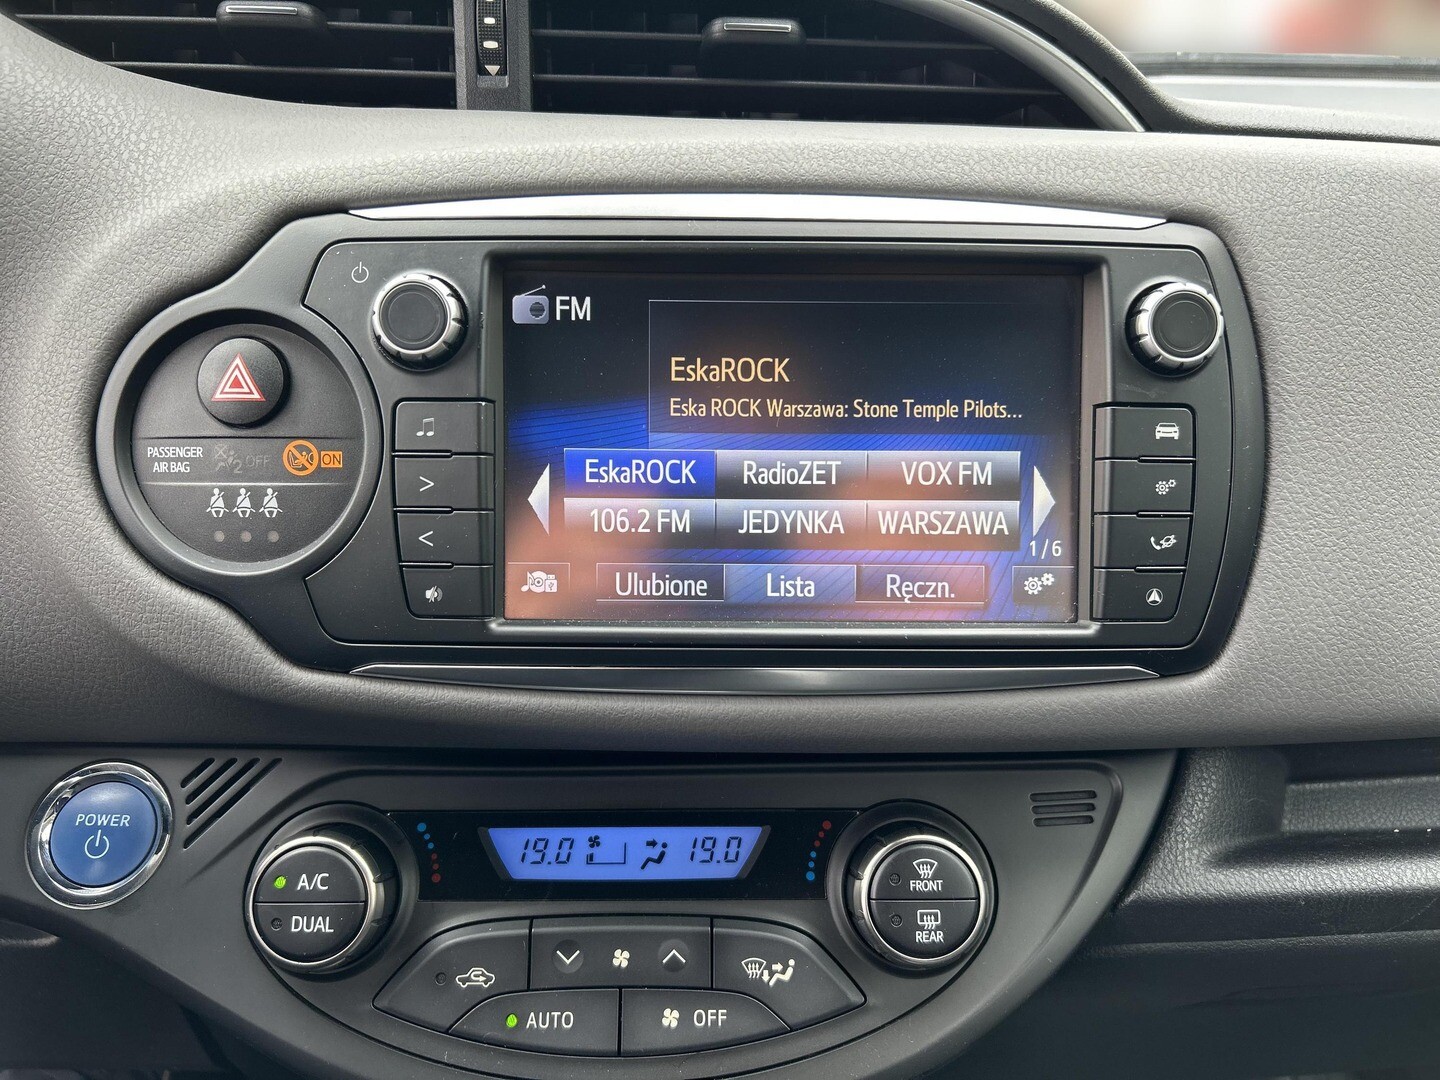 FM
EskaROCK
Eska ROCK Warszawa: Stone Temple Pilots...
EskaROCK RadioZET VOX FM
106.2 FM JEDYNKA WARSZAWA
1/6
Ulubione Lista Ręczn.
PASSENGER
AIR BAG
2 OFF
ON
POWER
19.0 19.0
A/C
DUAL
FRONT
REAR
AUTO
OFF